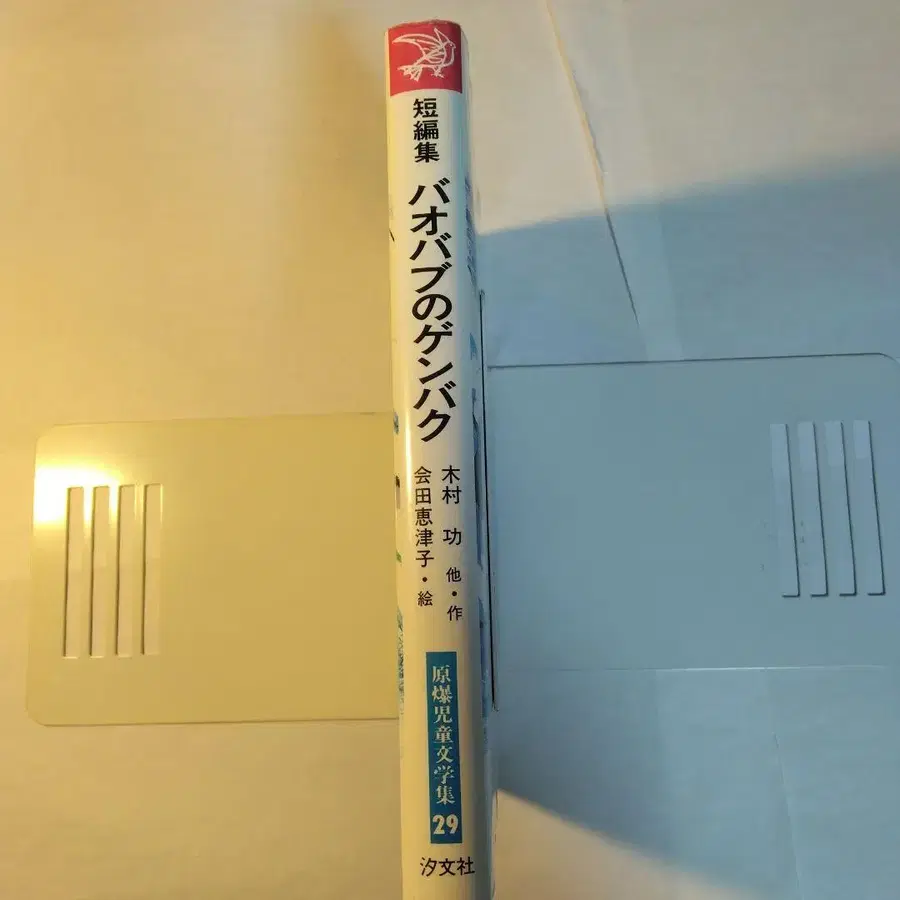 短編集
バオバブのゲンバク
木村 功 他・作
会田恵津子・絵
原爆児童文学集 29
汐文社